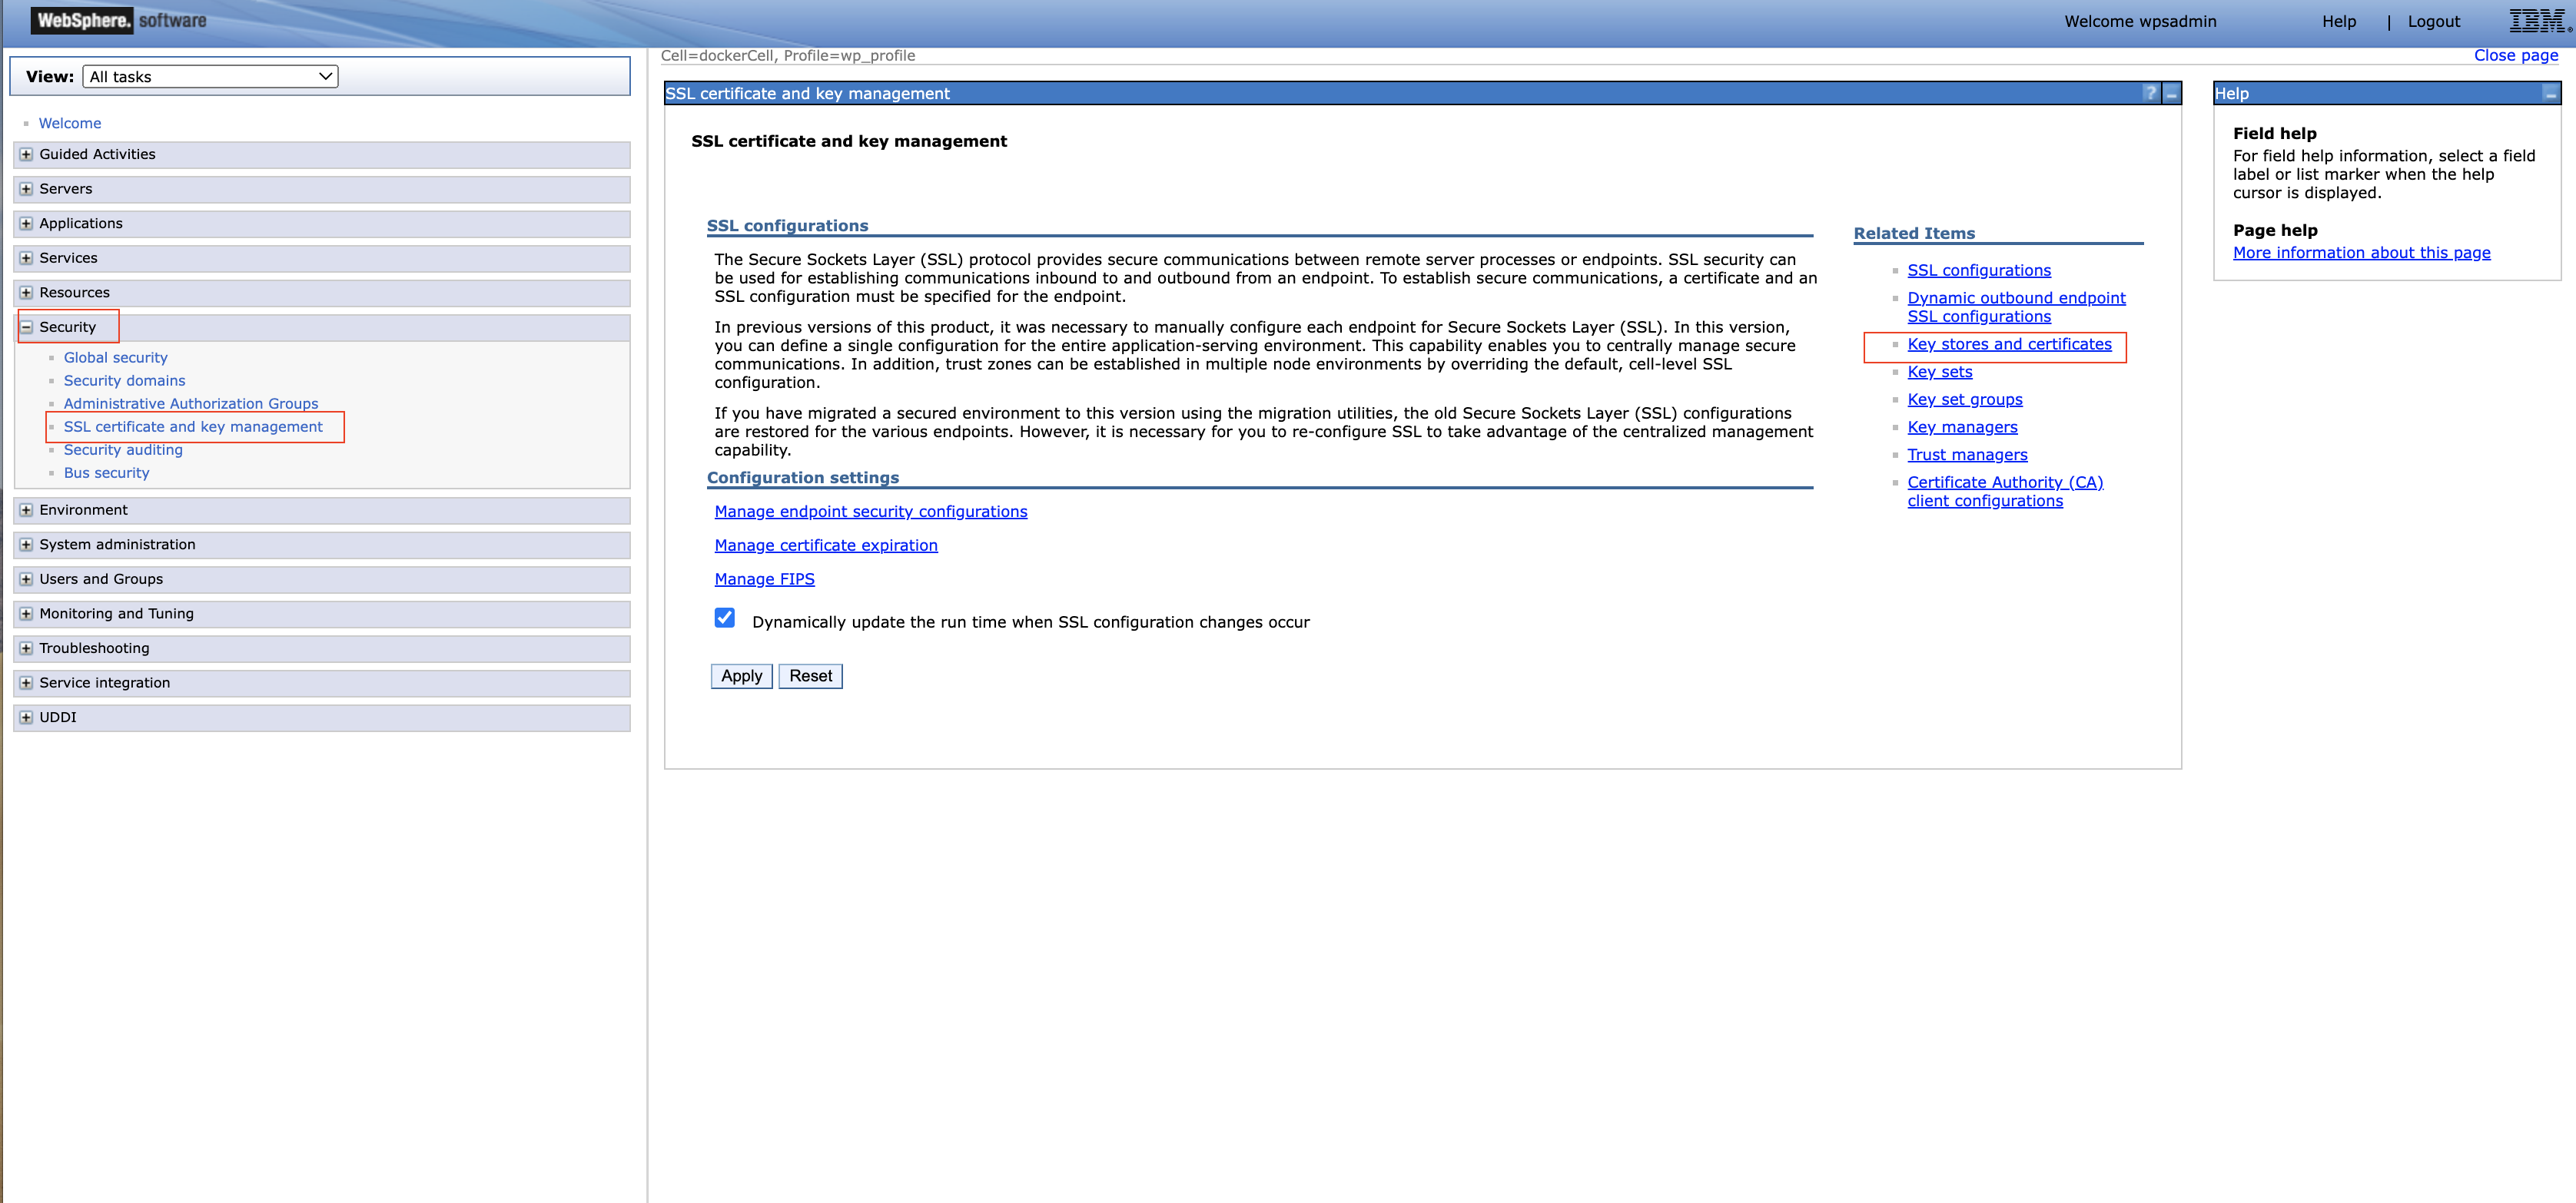 WebSphere. software
Welcome wpsadmin
Help | Logout
IBM®
View: All tasks
Welcome
Guided Activities
Servers
Applications
Services
Resources
Security
Global security
Security domains
Administrative Authorization Groups
SSL certificate and key management
Security auditing
Bus security
Environment
System administration
Users and Groups
Monitoring and Tuning
Troubleshooting
Service integration
UDDI
Cell=dockerCell, Profile=wp_profile
Close page
SSL certificate and key management
?
SSL certificate and key management
SSL configurations
The Secure Sockets Layer (SSL) protocol provides secure communications between remote server processes or endpoints. SSL security can
be used for establishing communications inbound to and outbound from an endpoint. To establish secure communications, a certificate and an
SSL configuration must be specified for the endpoint.
In previous versions of this product, it was necessary to manually configure each endpoint for Secure Sockets Layer (SSL). In this version,
you can define a single configuration for the entire application-serving environment. This capability enables you to centrally manage secure
communications. In addition, trust zones can be established in multiple node environments by overriding the default, cell-level SSL
configuration.
If you have migrated a secured environment to this version using the migration utilities, the old Secure Sockets Layer (SSL) configurations
are restored for the various endpoints. However, it is necessary for you to re-configure SSL to take advantage of the centralized management
capability.
Configuration settings
Manage endpoint security configurations
Manage certificate expiration
Manage FIPS
Dynamically update the run time when SSL configuration changes occur
Apply
Reset
Related Items
SSL configurations
Dynamic outbound endpoint
SSL configurations
Key stores and certificates
Key sets
Key set groups
Key managers
Trust managers
Certificate Authority (CA)
client configurations
Help
Field help
For field help information, select a field
label or list marker when the help
cursor is displayed.
Page help
More information about this page